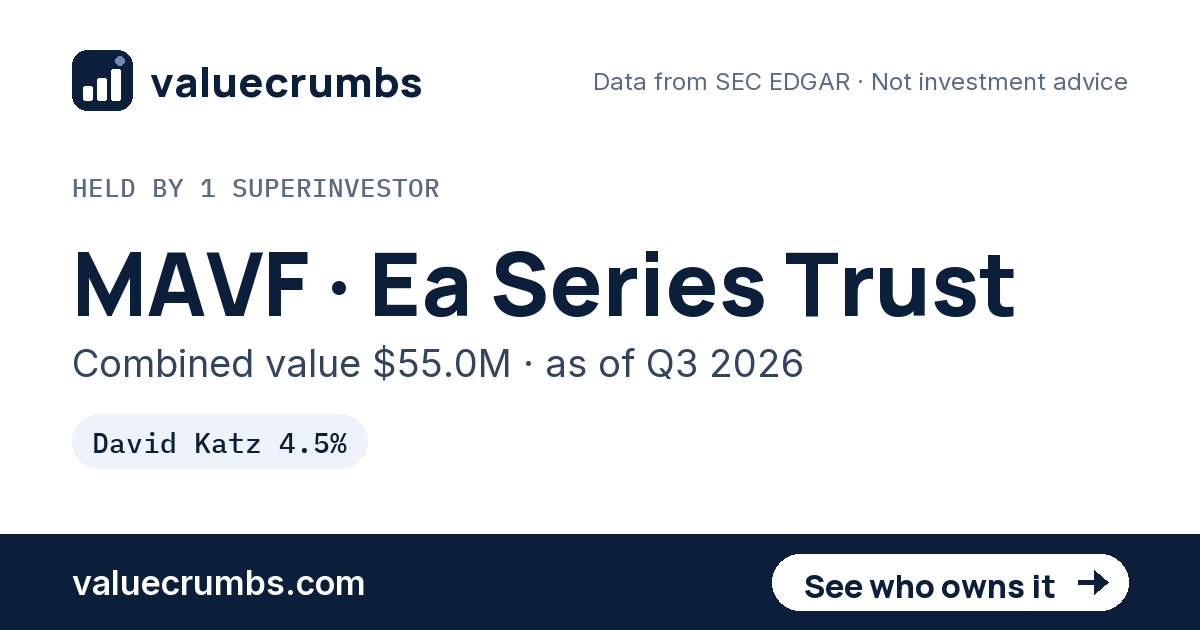 valuecrumbs
Data from SEC EDGAR · Not investment advice
HELD BY 1 SUPERINVESTOR
MAVF · Ea Series Trust
Combined value $55.0M · as of Q3 2026
David Katz 4.5%
valuecrumbs.com
See who owns it →